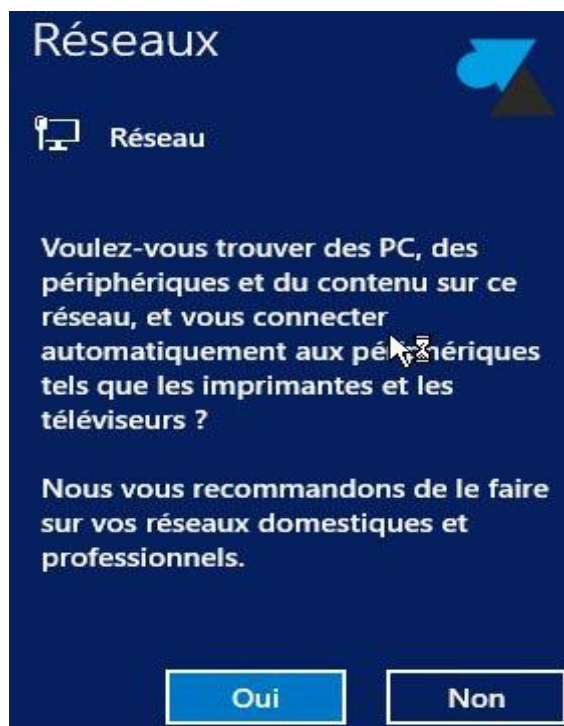 Réseaux
Réseau
Voulez-vous trouver des PC, des
périphériques et du contenu sur ce
réseau, et vous connecter
automatiquement aux périphériques
tels que les imprimantes et les
téléviseurs ?
Nous vous recommandons de le faire
sur vos réseaux domestiques et
professionnels.
Oui
Non